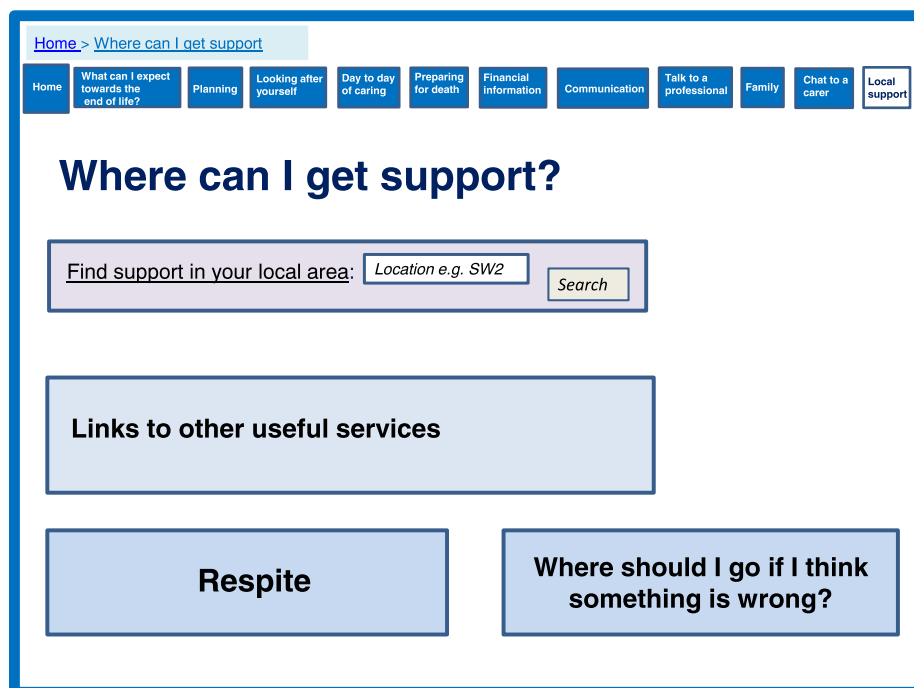 Home > Where can I get support
Home
What can I expect
towards the
end of life?
Planning
Looking after
yourself
Day to day
of caring
Preparing
for death
Financial
information
Communication
Talk to a
professional
Family
Chat to a
carer
Local
support
Where can I get support?
Find support in your local area: Location e.g. SW2
Search
Links to other useful services
Respite
Where should I go if I think
something is wrong?